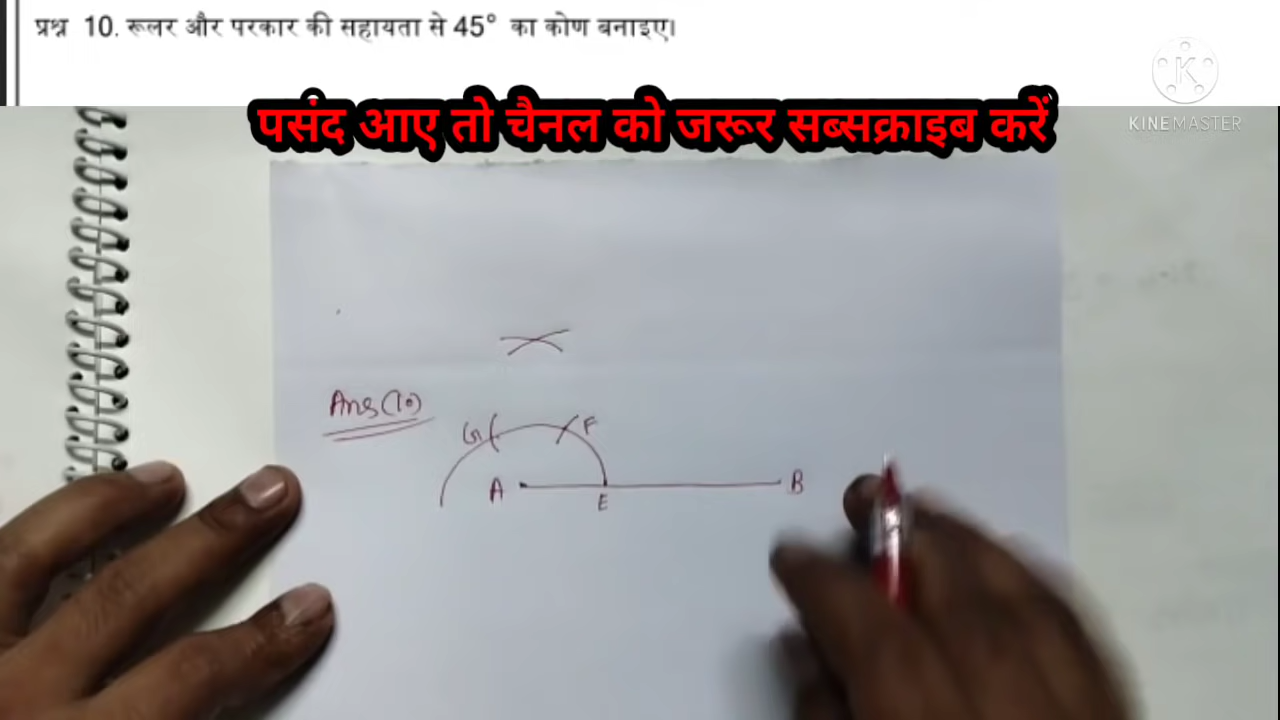 प्रश्न 10. रूलर और परकार की सहायता से 45° का कोण बनाइए।
KINEMASTER
पसंद आए तो चैनल को जरूर सब्सक्राइब करें
Ans(10)
G F
A B
E